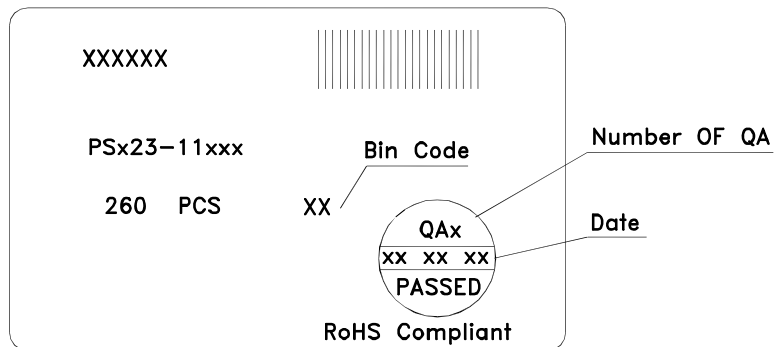 XXXXXX
PSx23-11xxx
Bin Code
Number OF QA
260 PCS
XX
QAx
Date
xx xx xx
PASSED
RoHS Compliant